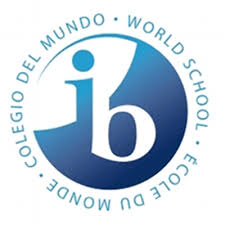 COLEGIO DEL MUNDO · WORLD SCHOOL · ÉCOLE DU MONDE ·
ib